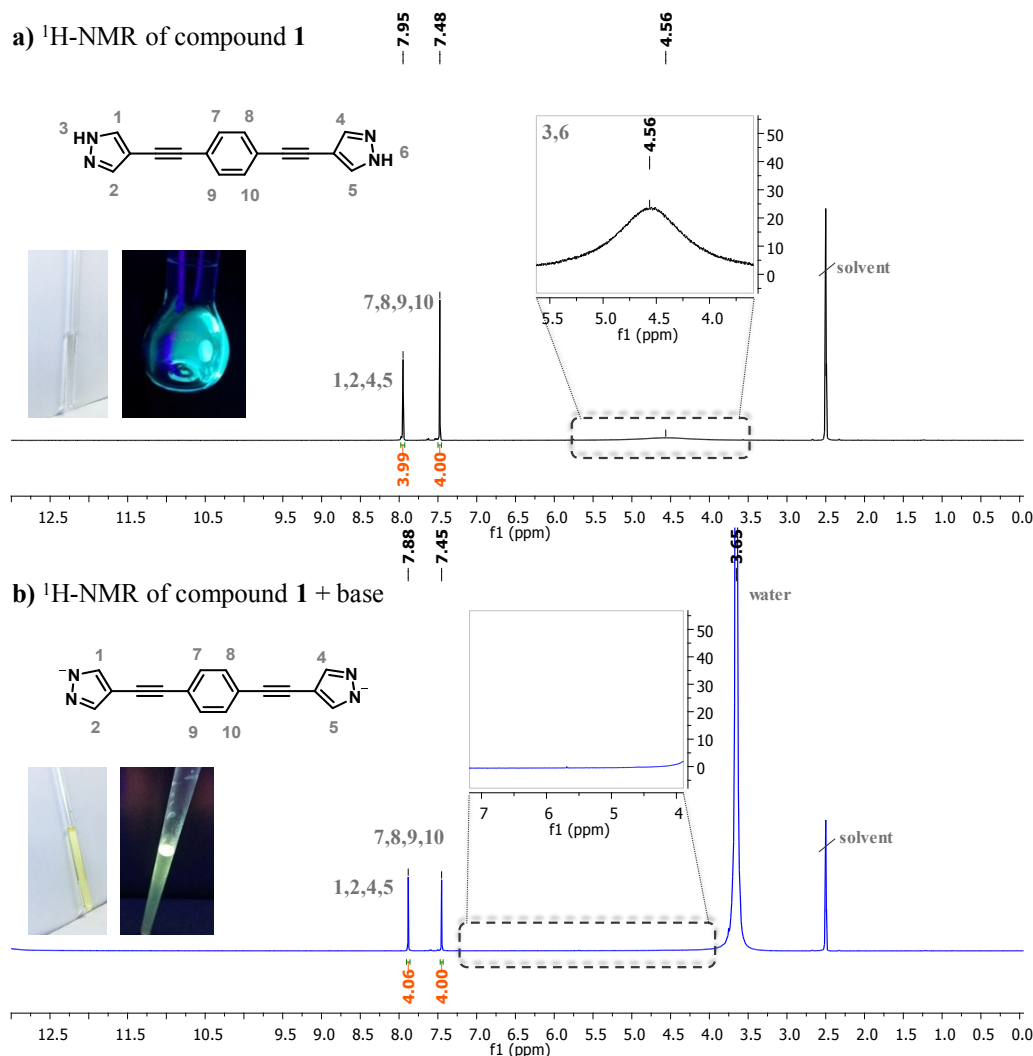 7.95
7.48
4.56
a) ¹H-NMR of compound 1
1
HN
3
N
2
7
8
9
10
4
N
NH
6
5
3,6
4.56
50
40
30
20
10
0
5.5 5.0 4.5 4.0
f1 (ppm)
solvent
7,8,9,10
1,2,4,5
3.99
4.00
12.5 11.5 10.5 9.5 9.0 8.5 8.0 7.5 7.0 6.5 6.0 5.5 5.0 4.5 4.0 3.5 3.0 2.5 2.0 1.5 1.0 0.5 0.0
f1 (ppm)
7.88
7.45
3.65
b) ¹H-NMR of compound 1 + base
water
1
⁻N
N
2
7
8
9
10
4
N
N⁻
5
50
40
30
20
10
0
7 6 5 4
f1 (ppm)
solvent
7,8,9,10
1,2,4,5
4.06
4.00
12.5 11.5 10.5 9.5 9.0 8.5 8.0 7.5 7.0 6.5 6.0 5.5 5.0 4.5 4.0 3.5 3.0 2.5 2.0 1.5 1.0 0.5 0.0
f1 (ppm)